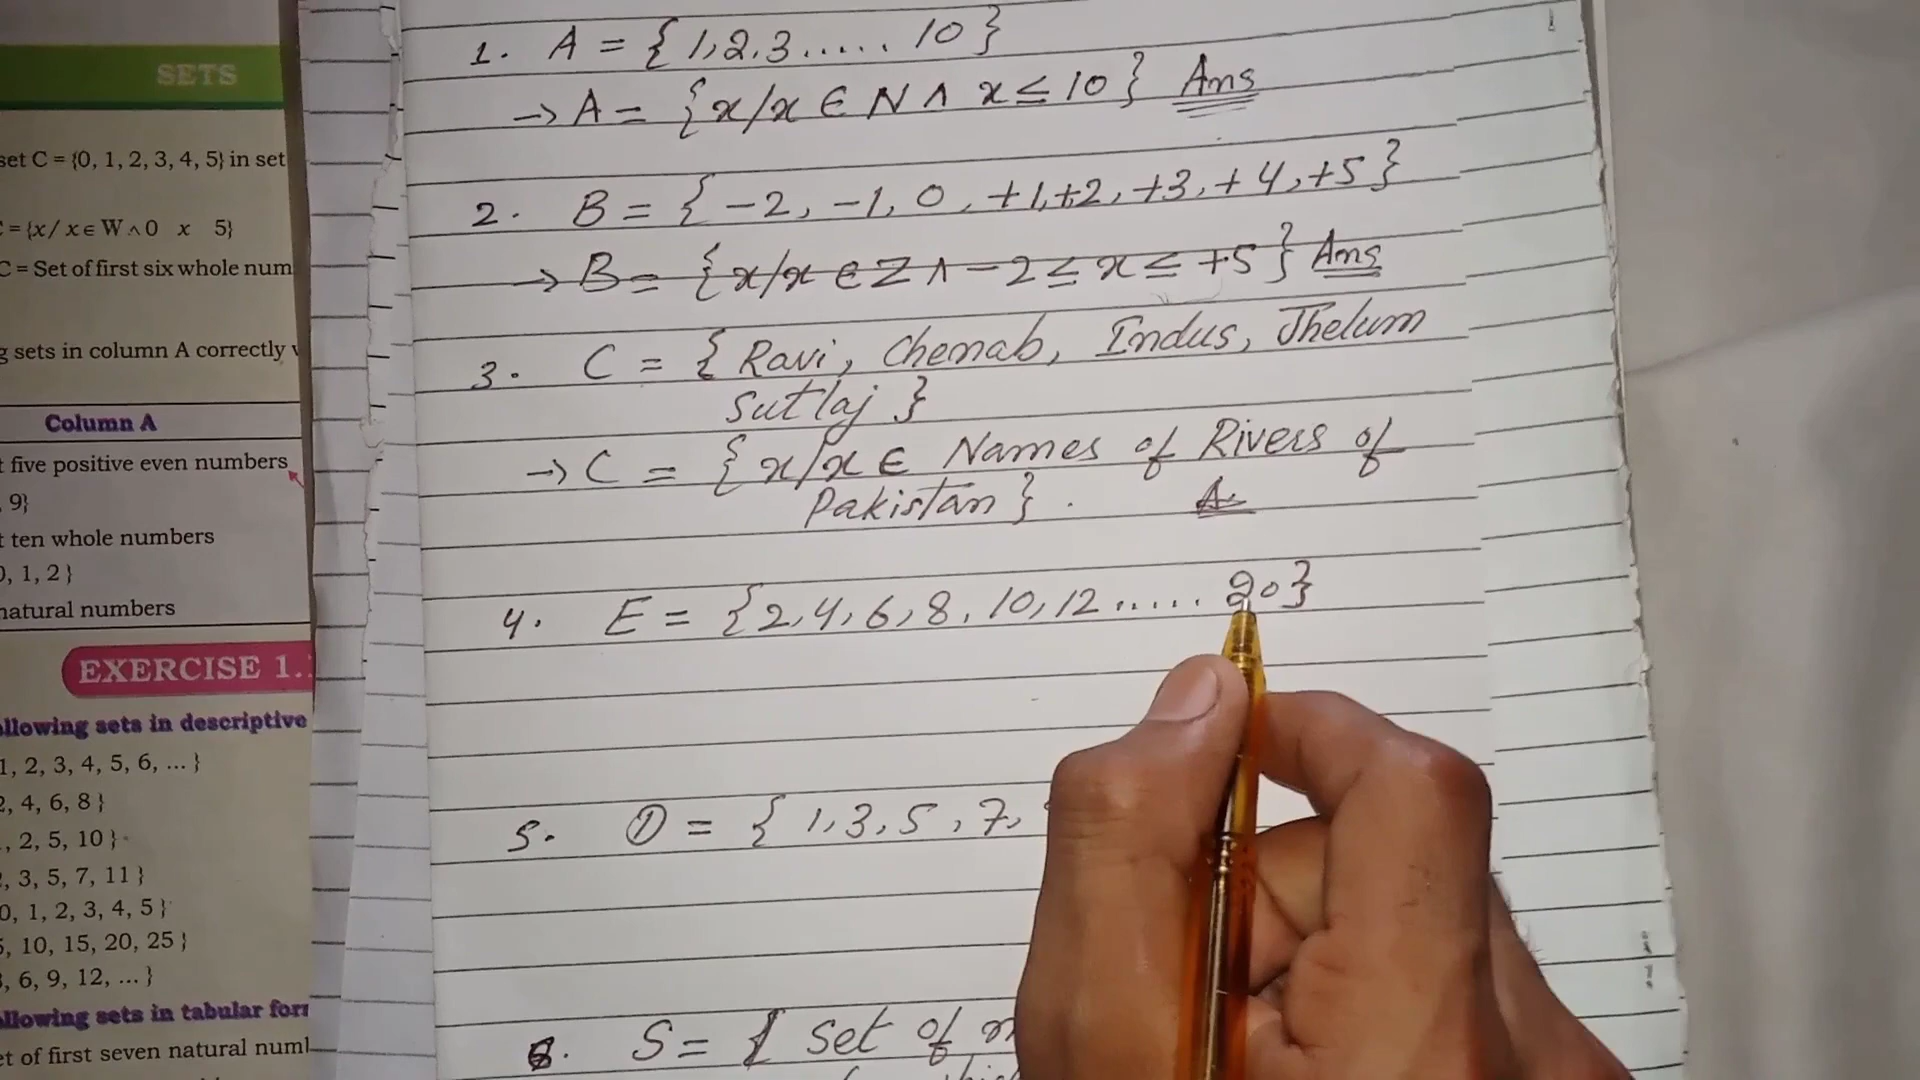 SETS
set C = {0, 1, 2, 3, 4, 5} in set
= {x/ x ∈ W ∧ 0 x 5}
C = Set of first six whole num
sets in column A correctly
Column A
five positive even numbers
9}
ten whole numbers
0, 1, 2}
natural numbers
EXERCISE 1.
llowing sets in descriptive
1, 2, 3, 4, 5, 6, ... }
2, 4, 6, 8 }
, 2, 5, 10 }
, 3, 5, 7, 11 }
0, 1, 2, 3, 4, 5 }
5, 10, 15, 20, 25 }
, 6, 9, 12, ... }
llowing sets in tabular for
et of first seven natural num
1. A = { 1, 2, 3 ..... 10 }
→ A = { x/x ∈ N ∧ x ≤ 10 } Ans
2. B = { -2, -1, 0, +1, +2, +3, +4, +5 }
→ B = { x/x ∈ Z ∧ -2 ≤ x ≤ +5 } Ans
3. C = { Ravi, Chenab, Indus, Jhelum
Sutlaj }
→ C = { x/x ∈ Names of Rivers of
Pakistan } .
4. E = { 2, 4, 6, 8, 10, 12 ..... 20 }
5. O = { 1, 3, 5, 7,
6. S = { Set of